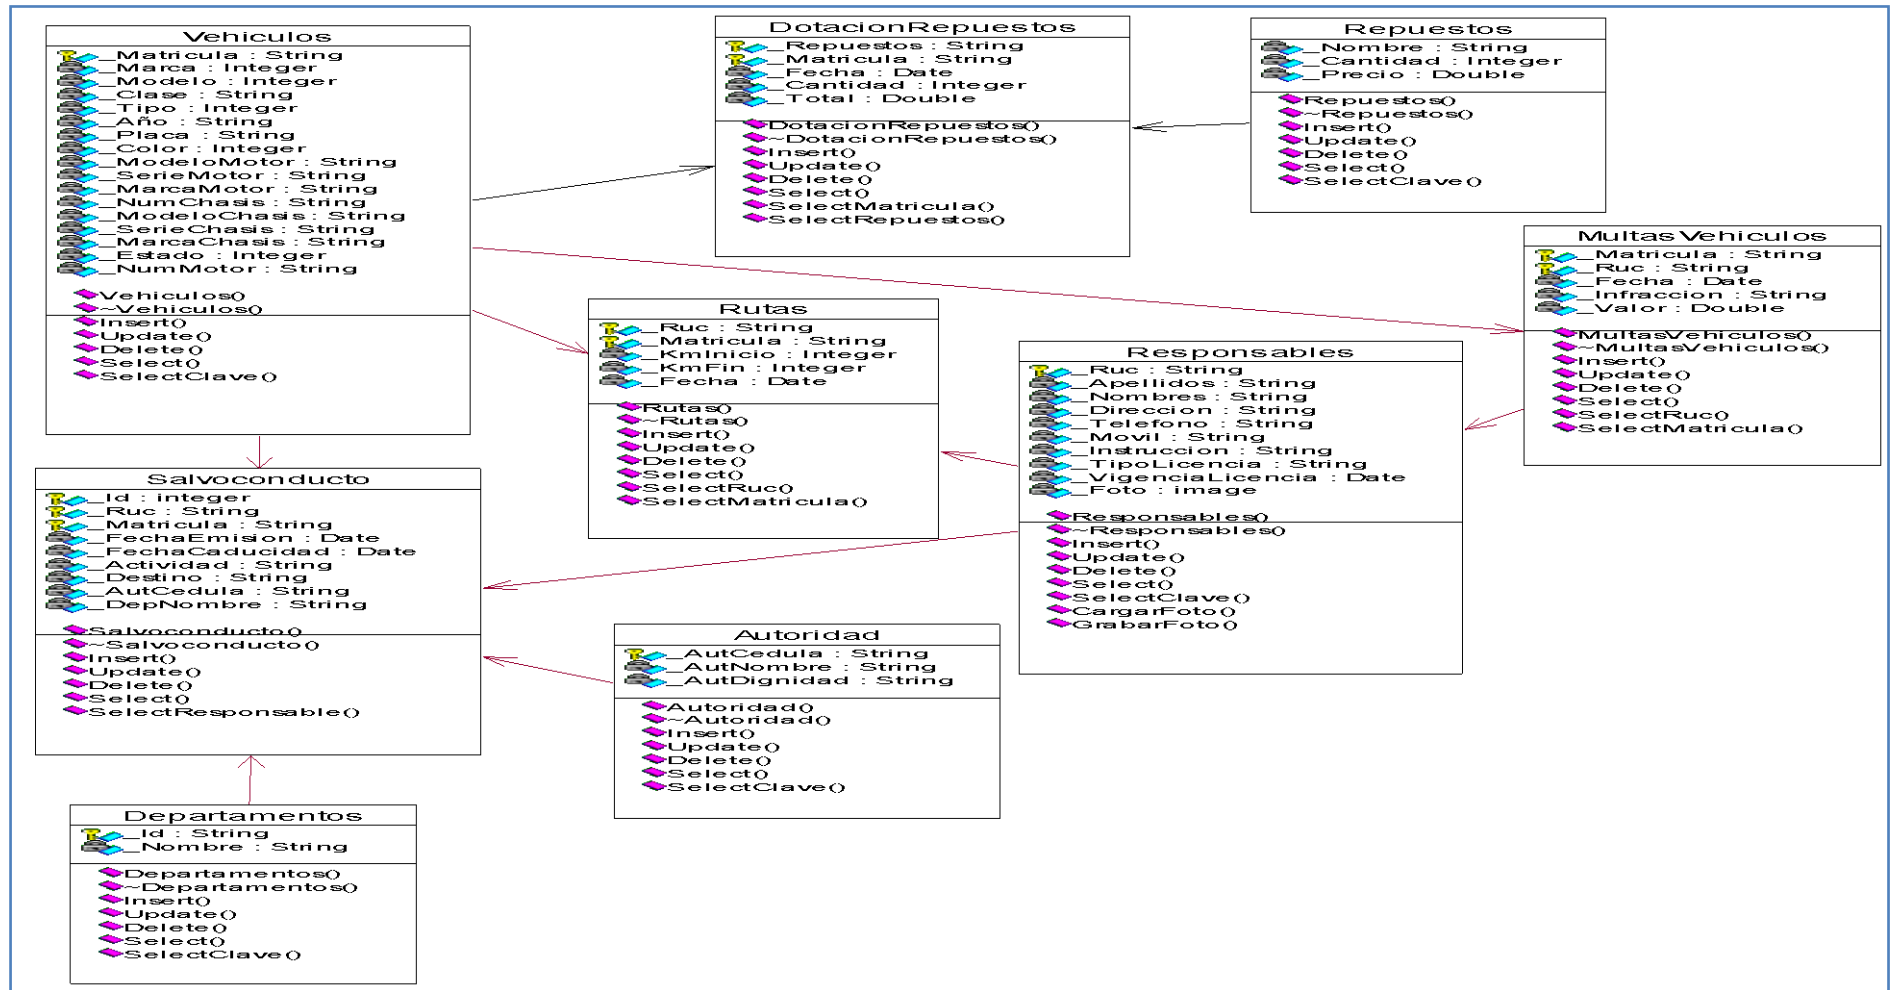 Vehiculos
_Matricula : String
_Marca : Integer
_Modelo : Integer
_Clase : String
_Tipo : Integer
_Año : String
_Placa : String
_Color : Integer
_ModeloMotor : String
_SerieMotor : String
_MarcaMotor : String
_NumChasis : String
_ModeloChasis : String
_SerieChasis : String
_MarcaChasis : String
_Estado : Integer
_NumMotor : String
Vehiculos()
~Vehiculos()
Insert()
Update()
Delete()
Select()
SelectClave()
DotacionRepuestos
_Repuestos : String
_Matricula : String
_Fecha : Date
_Cantidad : Integer
_Total : Double
DotacionRepuestos()
~DotacionRepuestos()
Insert()
Update()
Delete()
Select()
SelectMatricula()
SelectRepuestos()
Repuestos
_Nombre : String
_Cantidad : Integer
_Precio : Double
Repuestos()
~Repuestos()
Insert()
Update()
Delete()
Select()
SelectClave()
MultasVehiculos
_Matricula : String
_Ruc : String
_Fecha : Date
_Infraccion : String
_Valor : Double
MultasVehiculos()
~MultasVehiculos()
Insert()
Update()
Delete()
Select()
SelectRuc()
SelectMatricula()
Rutas
_Ruc : String
_Matricula : String
_KmInicio : Integer
_KmFin : Integer
_Fecha : Date
Rutas()
~Rutas()
Insert()
Update()
Delete()
Select()
SelectRuc()
SelectMatricula()
Responsables
_Ruc : String
_Apellidos : String
_Nombres : String
_Direccion : String
_Telefono : String
_Movil : String
_Instruccion : String
_TipoLicencia : String
_VigenciaLicencia : Date
_Foto : image
Responsables()
~Responsables()
Insert()
Update()
Delete()
Select()
SelectClave()
CargarFoto()
GrabarFoto()
Salvoconducto
_Id : integer
_Ruc : String
_Matricula : String
_FechaEmision : Date
_FechaCaducidad : Date
_Actividad : String
_Destino : String
_AutCedula : String
_DepNombre : String
Salvoconducto()
~Salvoconducto()
Insert()
Update()
Delete()
Select()
SelectResponsable()
Autoridad
_AutCedula : String
_AutNombre : String
_AutDignidad : String
Autoridad()
~Autoridad()
Insert()
Update()
Delete()
Select()
SelectClave()
Departamentos
_Id : String
_Nombre : String
Departamentos()
~Departamentos()
Insert()
Update()
Delete()
Select()
SelectClave()